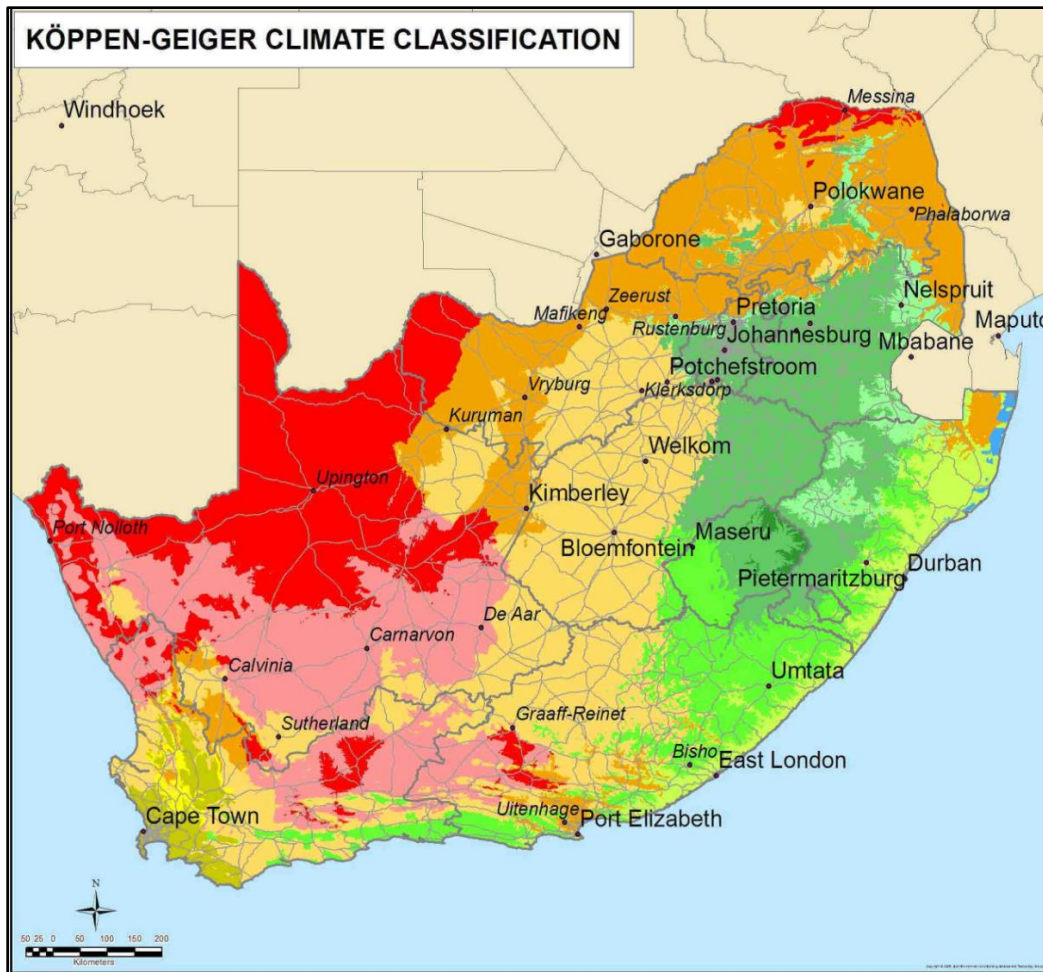 KÖPPEN-GEIGER CLIMATE CLASSIFICATION
Windhoek
Messina
Polokwane
Phalaborwa
Gaborone
Zeerust
Nelspruit
Mafikeng
Rustenburg
Pretoria
Johannesburg
Maputo
Mbabane
Potchefstroom
Vryburg
Klerksdorp
Kuruman
Welkom
Upington
Kimberley
Port Nolloth
Bloemfontein
Maseru
Durban
Pietermaritzburg
De Aar
Carnarvon
Calvinia
Umtata
Sutherland
Graaff-Reinet
Bisho
East London
Uitenhage
Cape Town
Port Elizabeth
N
50 25 0 50 100 150 200
Kilometers